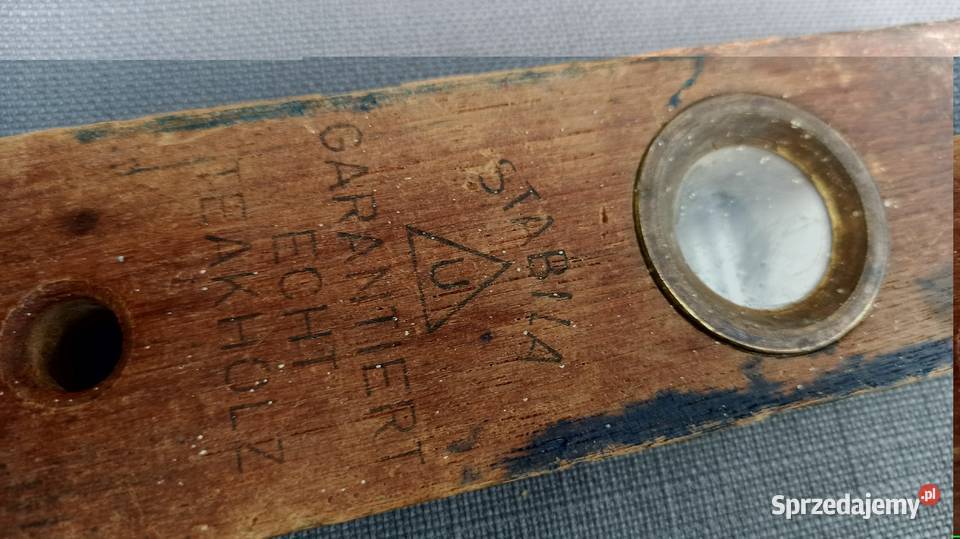 STABILA
U
GARANTIERT
ECHT
TEAKHOLZ
Sprzedajemy.pl